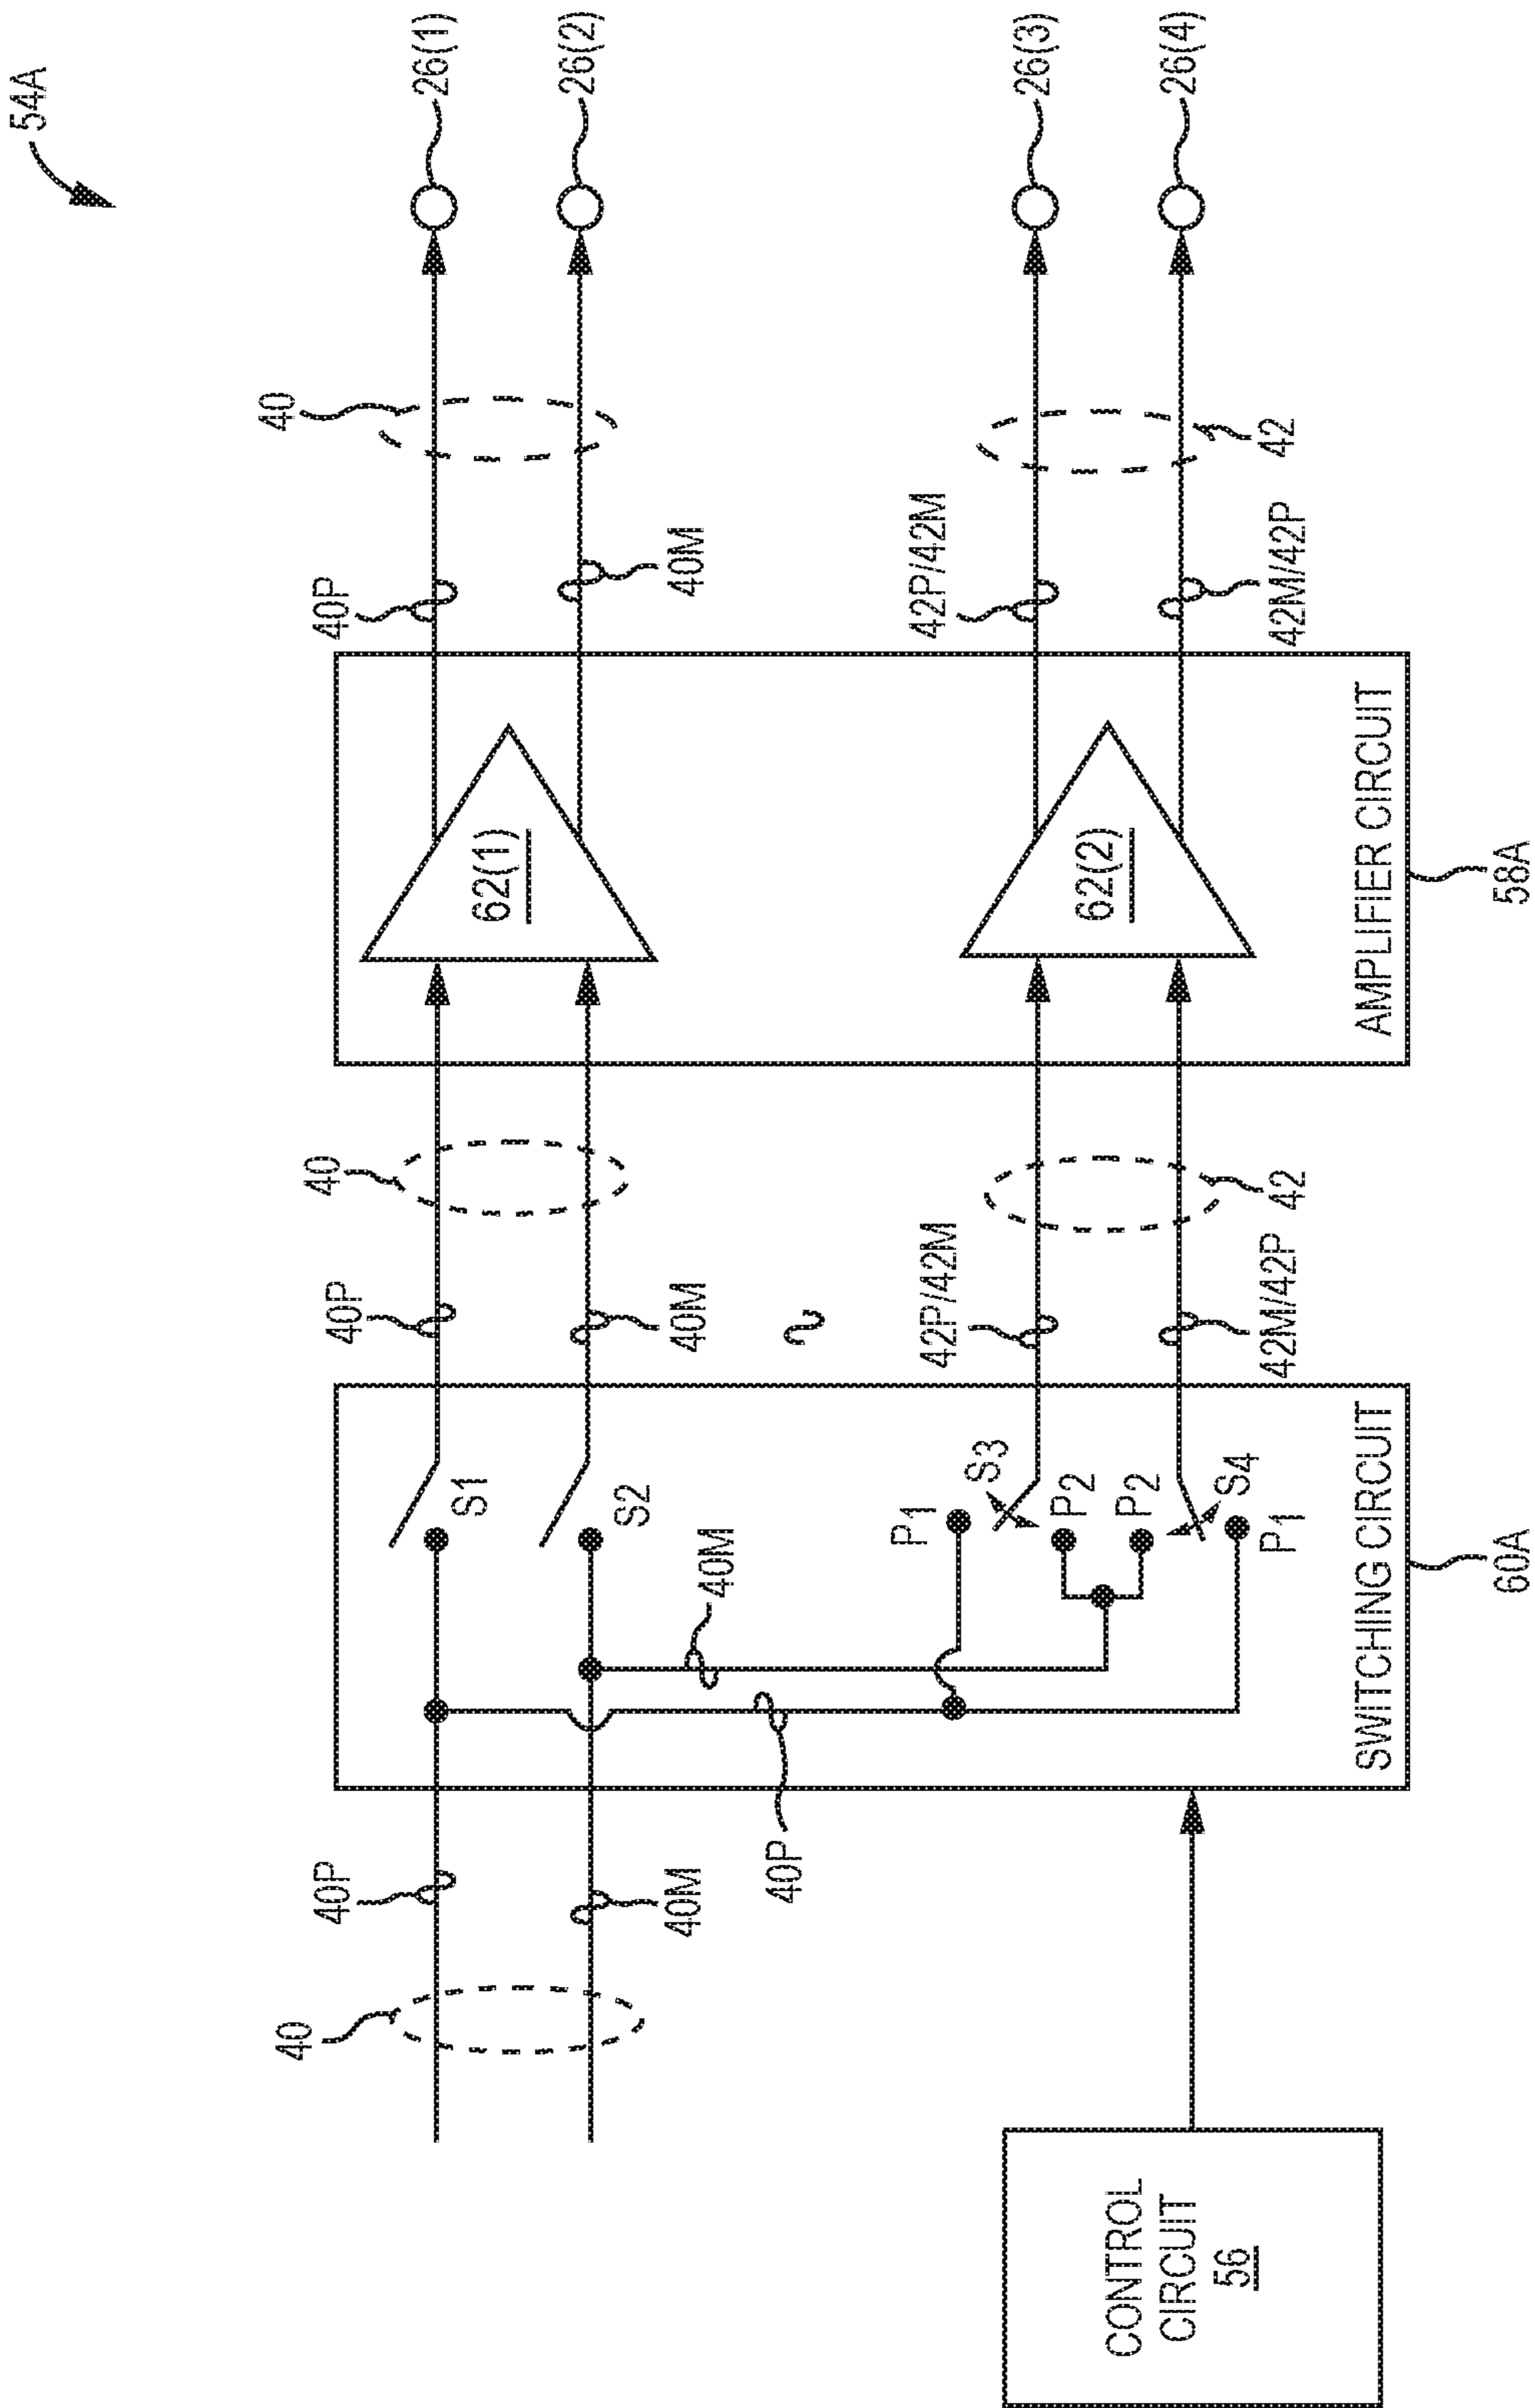 54A
40
40P
40M
40P
40M
S1
S2
P1
S3
P2
P2
S4
P1
SWITCHING CIRCUIT
60A
CONTROL
CIRCUIT
56
40P
40
40M
42P/42M
42
42M/42P
62(1)
62(2)
AMPLIFIER CIRCUIT
58A
40P
40
40M
42P/42M
42
42M/42P
26(1)
26(2)
26(3)
26(4)